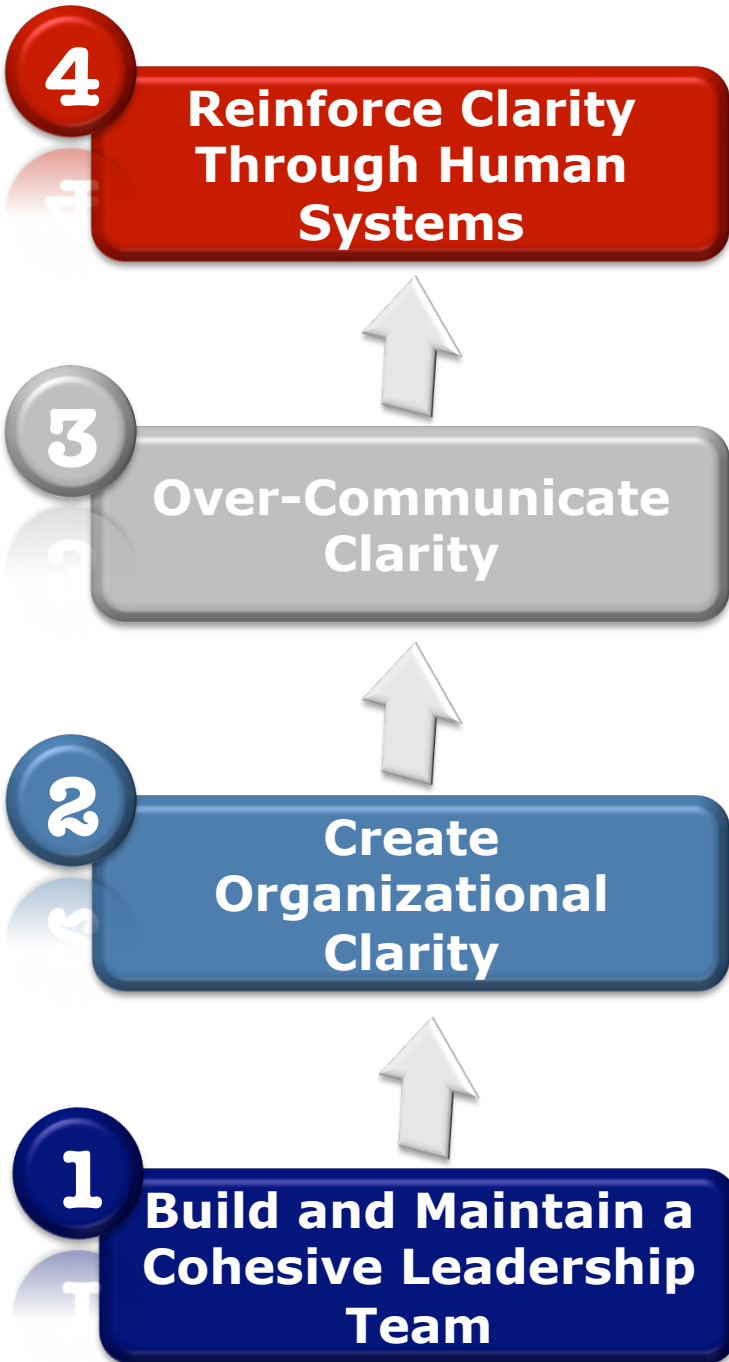 4
Reinforce Clarity
Through Human
Systems
3
Over-Communicate
Clarity
2
Create
Organizational
Clarity
1
Build and Maintain a
Cohesive Leadership
Team